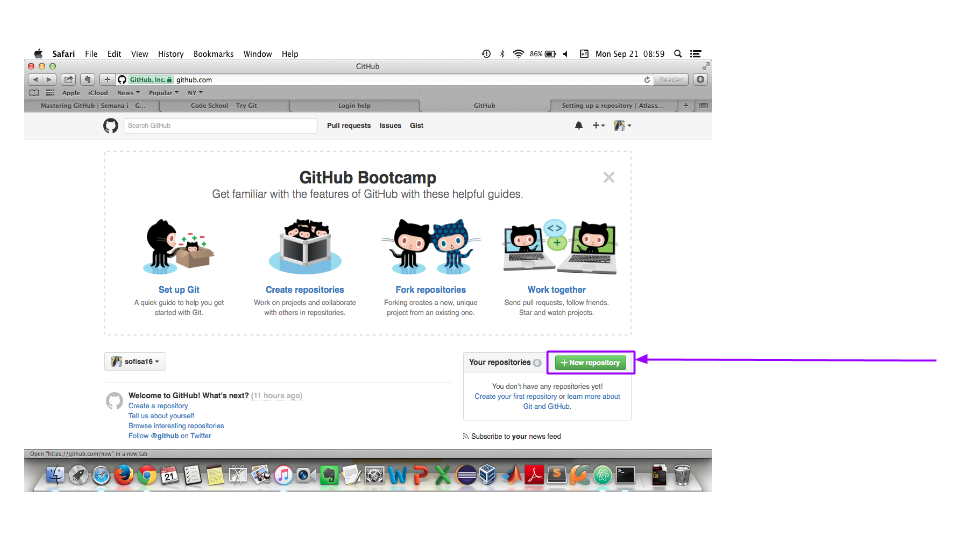 Safari File Edit View History Bookmarks Window Help 86% Mon Sep 21 08:59
GitHub
GitHub, Inc. github.com Reader
Apple iCloud News Popular NY
Mastering GitHub | Semana i – G... Code School – Try Git Login help GitHub Setting up a repository | Atlass...
Search GitHub Pull requests Issues Gist
GitHub Bootcamp
Get familiar with the features of GitHub with these helpful guides.
Set up Git
A quick guide to help you get
started with Git.
Create repositories
Work on projects and collaborate
with others in repositories.
Fork repositories
Forking creates a new, unique
project from an existing one.
Work together
Send pull requests, follow friends.
Star and watch projects.
sofisa16
Your repositories 0 + New repository
You don't have any repositories yet!
Create your first repository or learn more about
Git and GitHub.
Welcome to GitHub! What's next? (11 hours ago)
Create a repository
Tell us about yourself
Browse interesting repositories
Follow @github on Twitter
Subscribe to your news feed
Open "https://github.com/new" in a new tab
21